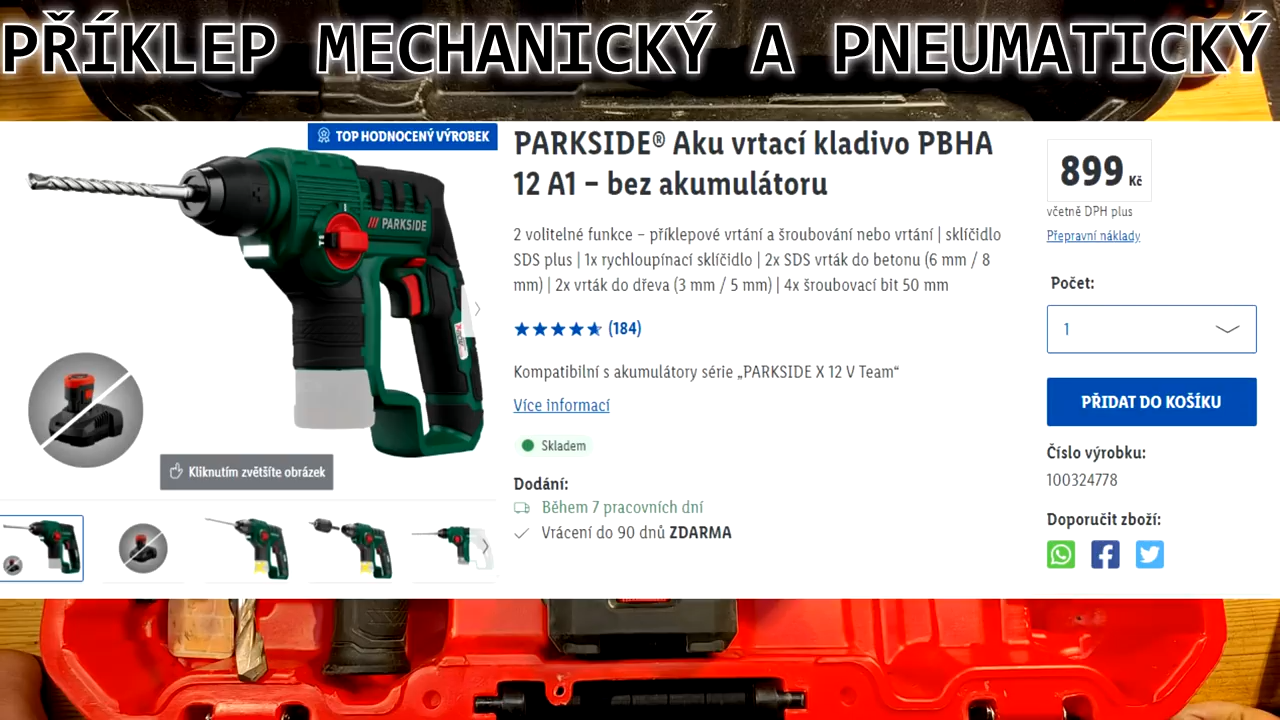 PŘÍKLEP MECHANICKÝ A PNEUMATICKÝ
TOP HODNOCENÝ VÝROBEK
PARKSIDE
Kliknutím zvětšíte obrázek
PARKSIDE® Aku vrtací kladivo PBHA
12 A1 – bez akumulátoru
2 volitelné funkce – příklepové vrtání a šroubování nebo vrtání | sklíčidlo
SDS plus | 1x rychloupínací sklíčidlo | 2x SDS vrták do betonu (6 mm / 8
mm) | 2x vrták do dřeva (3 mm / 5 mm) | 4x šroubovací bit 50 mm
(184)
Kompatibilní s akumulátory série „PARKSIDE X 12 V Team“
Více informací
Skladem
Dodání:
Během 7 pracovních dní
Vrácení do 90 dnů ZDARMA
899 Kč
včetně DPH plus
Přepravní náklady
Počet:
1
PŘIDAT DO KOŠÍKU
Číslo výrobku:
100324778
Doporučit zboží: